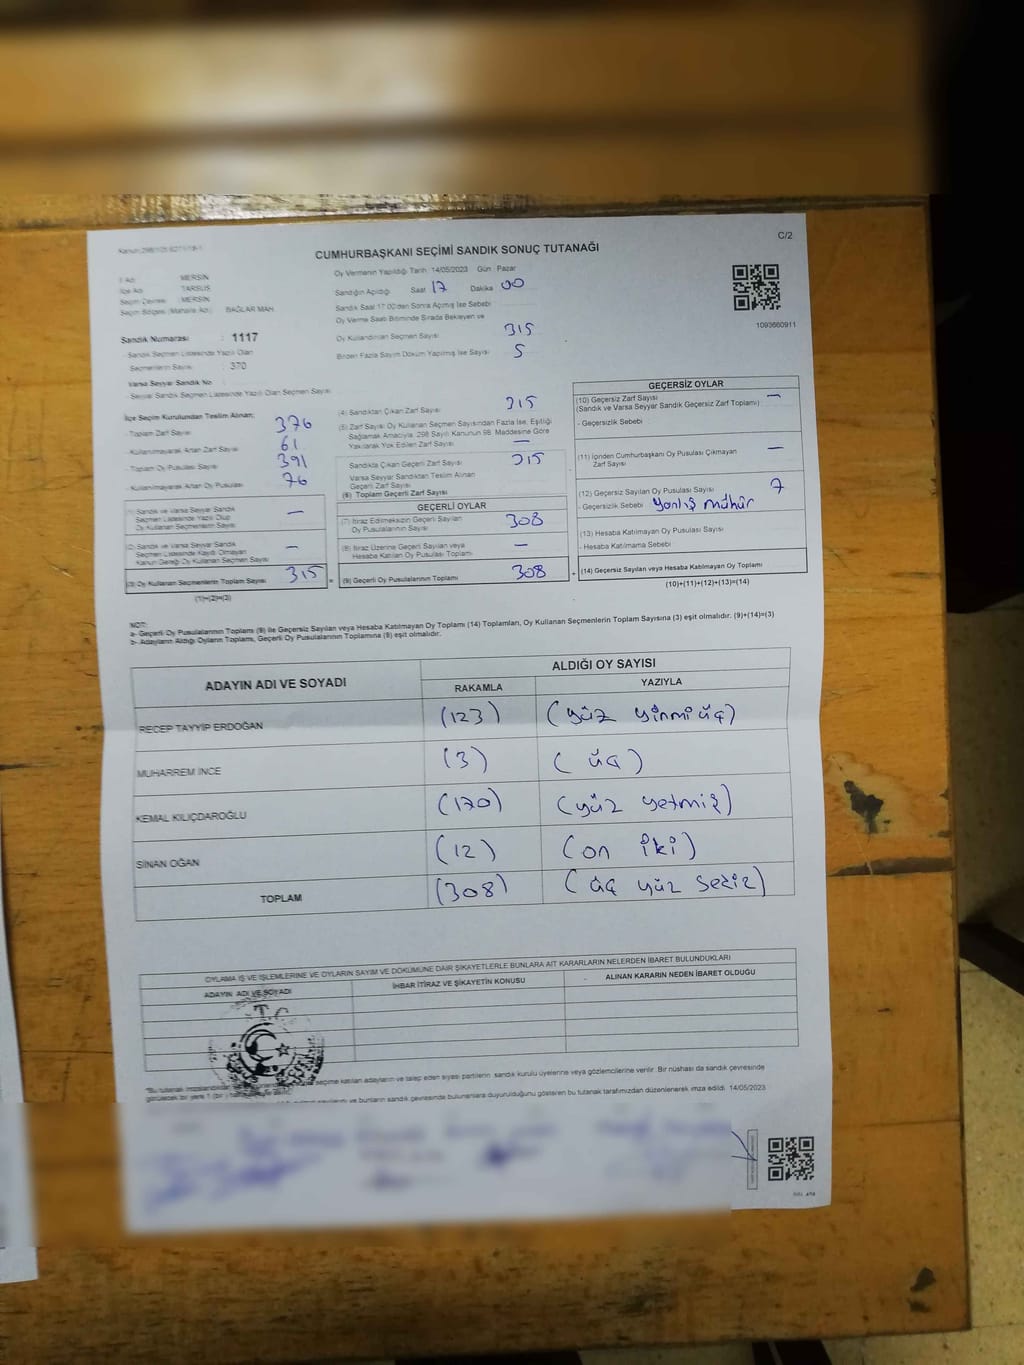 C/2
CUMHURBAŞKANI SEÇİMİ SANDIK SONUÇ TUTANAĞI
İl Adı : MERSİN
İlçe Adı : TARSUS
Seçim Çevresi : MERSİN
Seçim Bölgesi (Mahalle Adı) : BAĞLAR MAH.
Oy Vermenin Yapıldığı Tarih :14/05/2023 Gün : Pazar
Sandığın Açıldığı Saat 17 Dakika 00
Sandık Saat 17:00'den Sonra Açılmış İse Sebebi
1093660911
Sandık Numarası : 1117
- Sandık Seçmen Listesinde Yazılı Olan
Seçmenlerin Sayısı : 370
Varsa Seyyar Sandık No
- Seyyar Sandık Seçmen Listesinde Yazılı Olan Seçmen Sayısı
Oy Verme Saati Bitiminde Sırada Bekleyen ve
Oy Kullandırılan Seçmen Sayısı 315
Birden Fazla Sayım Döküm Yapılmış İse Sayısı 5
İlçe Seçim Kurulundan Teslim Alınan;
- Toplam Zarf Sayısı 376
- Kullanılmayarak Artan Zarf Sayısı 61
- Toplam Oy Pusulası Sayısı 391
- Kullanılmayarak Artan Oy Pusulası 76
(1) Sandık ve Varsa Seyyar Sandık
Seçmen Listesinde Yazılı Olup
Oy Kullanan Seçmenlerin Sayısı —
(2) Sandık ve Varsa Seyyar Sandık
Seçmen Listesinde Kaydı Olmayan
Kanun Gereği Oy Kullanan Seçmen Sayısı —
(3) Oy Kullanan Seçmenlerin Toplam Sayısı 315 =
(1)+(2)=(3)
(4) Sandıktan Çıkan Zarf Sayısı 315
(5) Zarf Sayısı Oy Kullanan Seçmen Sayısından Fazla İse, Eşitliği
Sağlamak Amacıyla, 298 Sayılı Kanunun 98. Maddesine Göre
Yakılarak Yok Edilen Zarf Sayısı —
Sandıkta Çıkan Geçerli Zarf Sayısı 315
Varsa Seyyar Sandıktan Teslim Alınan
Geçerli Zarf Sayısı
(6) Toplam Geçerli Zarf Sayısı
GEÇERLİ OYLAR
(7) İtiraz Edilmeksizin Geçerli Sayılan
Oy Pusulalarının Sayısı 308
(8) İtiraz Üzerine Geçerli Sayılan veya
Hesaba Katılan Oy Pusulası Toplamı —
(9) Geçerli Oy Pusulalarının Toplamı 308 +
GEÇERSİZ OYLAR
(10) Geçersiz Zarf Sayısı —
(Sandık ve Varsa Seyyar Sandık Geçersiz Zarf Toplamı)
- Geçersizlik Sebebi
(11) İçinden Cumhurbaşkanı Oy Pusulası Çıkmayan
Zarf Sayısı —
(12) Geçersiz Sayılan Oy Pusulası Sayısı 7
- Geçersizlik Sebebi yanlış mühür
(13) Hesaba Katılmayan Oy Pusulası Sayısı
- Hesaba Katılmama Sebebi
(14) Geçersiz Sayılan veya Hesaba Katılmayan Oy Toplamı
(10)+(11)+(12)+(13)=(14)
NOT:
a- Geçerli Oy Pusulalarının Toplamı (9) ile Geçersiz Sayılan veya Hesaba Katılmayan Oy Toplamı (14) Toplamları, Oy Kullanan Seçmenlerin Toplam Sayısına (3) eşit olmalıdır. (9)+(14)=(3)
b- Adayların Aldığı Oyların Toplamı, Geçerli Oy Pusulalarının Toplamına (9) eşit olmalıdır.
ADAYIN ADI VE SOYADI
ALDIĞI OY SAYISI
RAKAMLA YAZIYLA
RECEP TAYYİP ERDOĞAN (123) (yüz yirmi üç)
MUHARREM İNCE (3) (üç)
KEMAL KILIÇDAROĞLU (170) (yüz yetmiş)
SİNAN OĞAN (12) (on iki)
TOPLAM (308) (üç yüz sekiz)
OYLAMA İŞ VE İŞLEMLERİNE VE OYLARIN SAYIM VE DÖKÜMÜNE DAİR ŞİKAYETLERLE BUNLARA AİT KARARLARIN NELERDEN İBARET BULUNDUKLARI
ADAYIN ADI VE SOYADI İHBAR İTİRAZ VE ŞİKAYETİN KONUSU ALINAN KARARIN NEDEN İBARET OLDUĞU
T.C.
seçime katılan adayların ve talep eden siyasi partilerin sandık kurulu üyelerine veya gözlemcilerine verilir. Bir nüshası da sandık çevresinde
ve bunların sandık çevresinde bulunanlara duyurulduğunu gösteren bu tutanak tarafımızdan düzenlenerek imza edildi. 14/05/2023